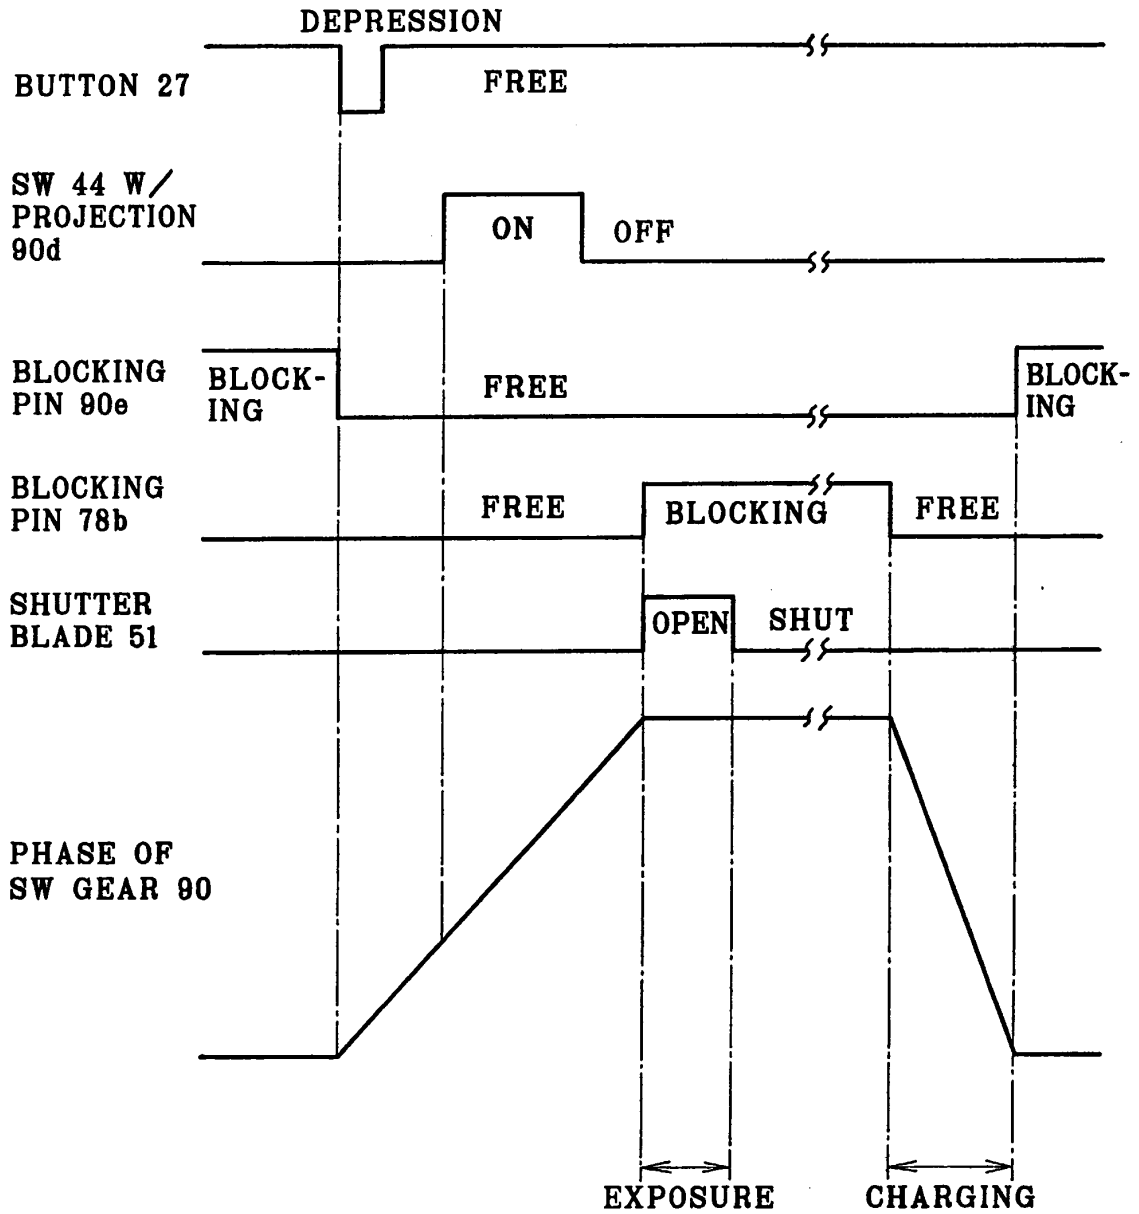 DEPRESSION
BUTTON 27
FREE
SW 44 W/
PROJECTION
90d
ON
OFF
BLOCKING
PIN 90e
BLOCK-
ING
FREE
BLOCK-
ING
BLOCKING
PIN 78b
FREE
BLOCKING
FREE
SHUTTER
BLADE 51
OPEN
SHUT
PHASE OF
SW GEAR 90
EXPOSURE
CHARGING